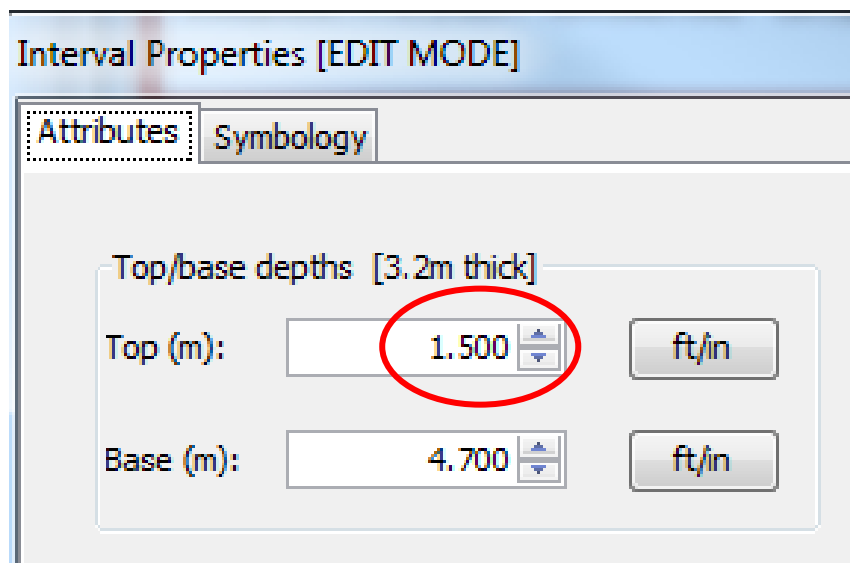 Interval Properties [EDIT MODE]
Attributes Symbology
Top/base depths [3.2m thick]
Top (m): 1.500 ft/in
Base (m): 4.700 ft/in